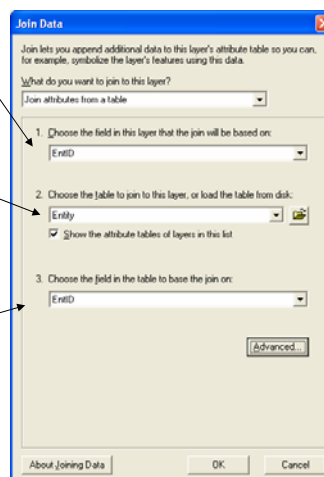 Join Data
Join lets you append additional data to this layer's attribute table so you can,
for example, symbolize the layer's features using this data.
What do you want to join to this layer?
Join attributes from a table
1. Choose the field in this layer that the join will be based on:
EntID
2. Choose the table to join to this layer, or load the table from disk:
Entity
Show the attribute tables of layers in this list
3. Choose the field in the table to base the join on:
EntID
Advanced...
About Joining Data
OK
Cancel